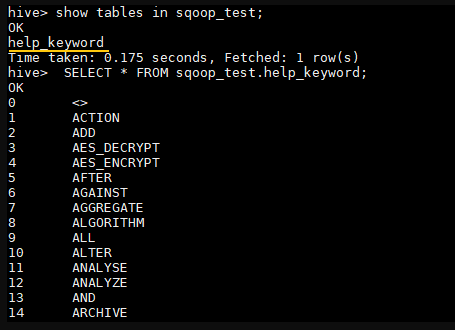 hive> show tables in sqoop_test;
OK
help_keyword
Time taken: 0.175 seconds, Fetched: 1 row(s)
hive>  SELECT * FROM sqoop_test.help_keyword;
OK
0       <>
1       ACTION
2       ADD
3       AES_DECRYPT
4       AES_ENCRYPT
5       AFTER
6       AGAINST
7       AGGREGATE
8       ALGORITHM
9       ALL
10      ALTER
11      ANALYSE
12      ANALYZE
13      AND
14      ARCHIVE